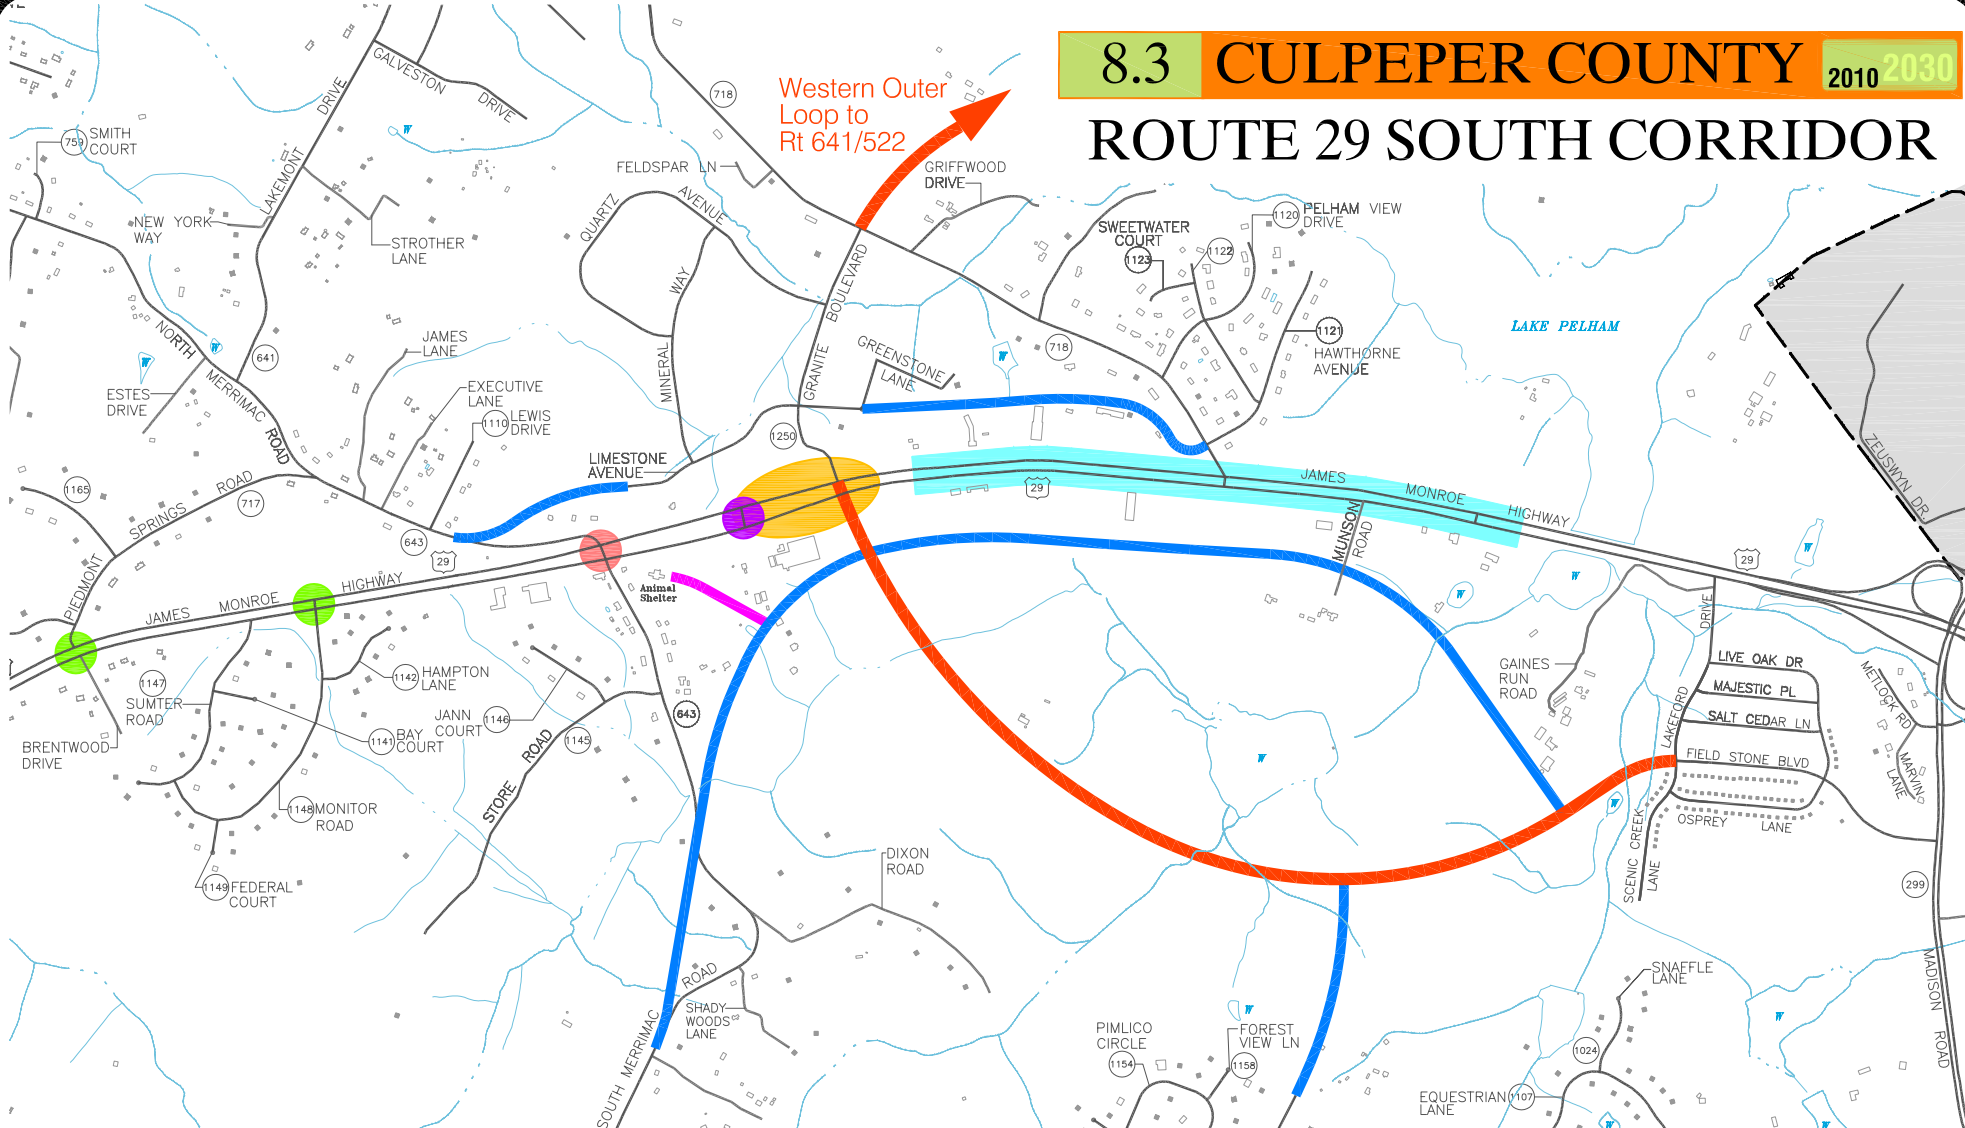 8.3 CULPEPER COUNTY 2010 2030
ROUTE 29 SOUTH CORRIDOR
Western Outer
Loop to
Rt 641/522
GALVESTON
DRIVE
LAKEMONT
DRIVE
718
759
SMITH
COURT
FELDSPAR LN
GRIFFWOOD
DRIVE
QUARTZ
AVENUE
NEW YORK
WAY
STROTHER
LANE
SWEETWATER
COURT
1123
1122
1120
PELHAM VIEW
DRIVE
BOULEVARD
GRANITE
WAY
MINERAL
LAKE PELHAM
1121
HAWTHORNE
AVENUE
718
NORTH
MERRIMAC
ROAD
641
W
W
W
W
JAMES
LANE
GREENSTONE
LANE
ESTES
DRIVE
EXECUTIVE
LANE
1110
LEWIS
DRIVE
1250
LIMESTONE
AVENUE
ZEUSWYN DR.
1165
SPRINGS
ROAD
717
643
29
29
JAMES
MONROE
HIGHWAY
MUNSON
ROAD
29
PIEDMONT
JAMES
MONROE
HIGHWAY
Animal
Shelter
W
W
W
1147
SUMTER
ROAD
1142
HAMPTON
LANE
JANN
COURT
1146
1141
BAY
COURT
1145
STORE
ROAD
643
BRENTWOOD
DRIVE
1148
MONITOR
ROAD
1149
FEDERAL
COURT
GAINES
RUN
ROAD
DRIVE
LAKEFORD
LIVE OAK DR
MAJESTIC PL
SALT CEDAR LN
FIELD STONE BLVD
OSPREY
LANE
METLOCK RD
MARVIN
LANE
W
W
SCENIC CREEK
LANE
DIXON
ROAD
299
MADISON
ROAD
ROAD
SHADY
WOODS
LANE
SOUTH MERRIMAC
SNAFFLE
LANE
W
W
PIMLICO
CIRCLE
1154
FOREST
VIEW LN
1158
1024
EQUESTRIAN
LANE
1107
W
W